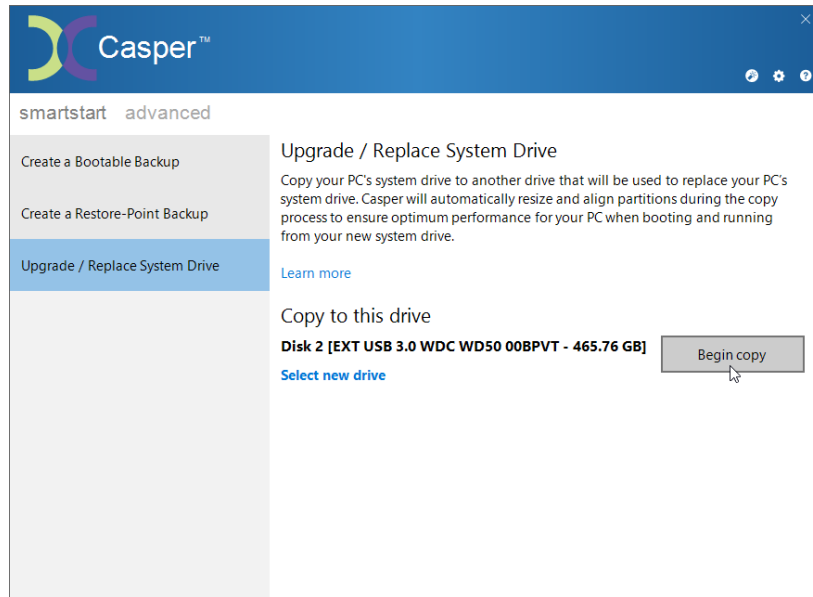 Casper™
smartstart advanced
Create a Bootable Backup
Create a Restore-Point Backup
Upgrade / Replace System Drive
Upgrade / Replace System Drive
Copy your PC's system drive to another drive that will be used to replace your PC's
system drive. Casper will automatically resize and align partitions during the copy
process to ensure optimum performance for your PC when booting and running
from your new system drive.
Learn more
Copy to this drive
Disk 2 [EXT USB 3.0 WDC WD50 00BPVT - 465.76 GB]
Begin copy
Select new drive